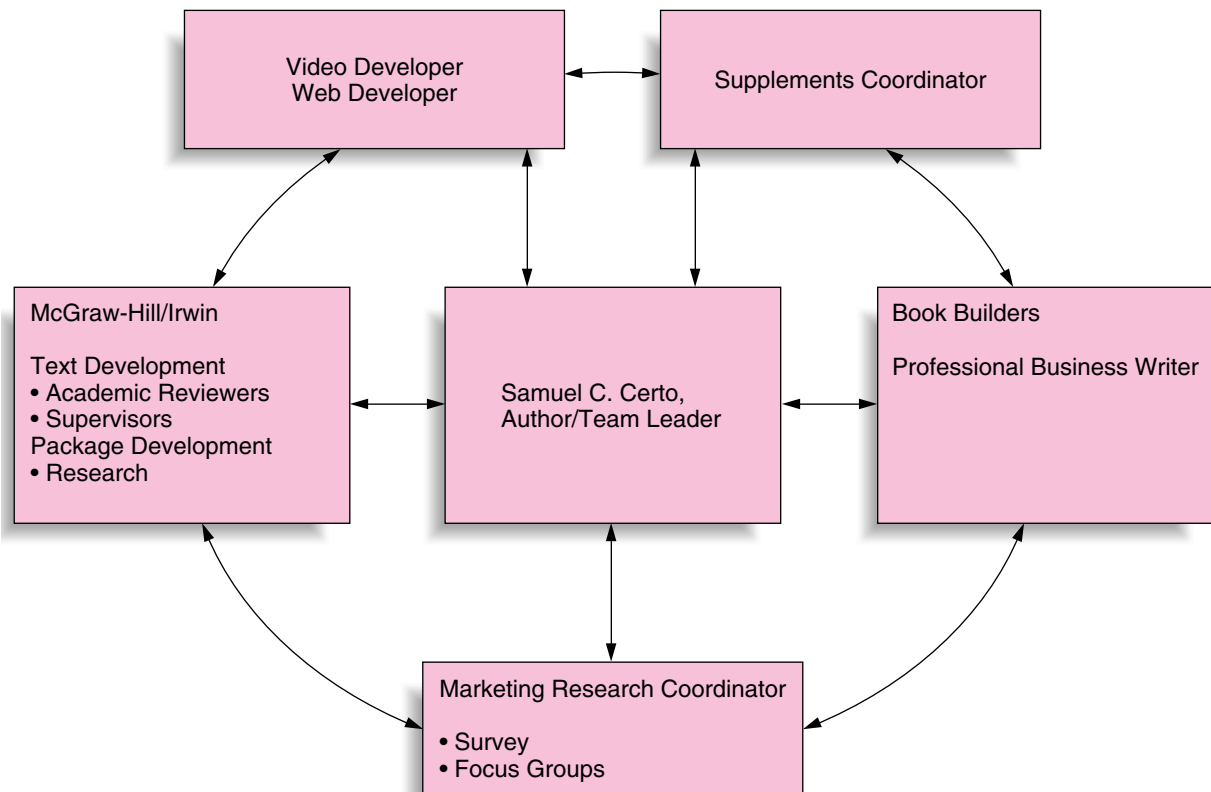 Video Developer
Web Developer
Supplements Coordinator
McGraw-Hill/Irwin
Text Development
• Academic Reviewers
• Supervisors
Package Development
• Research
Samuel C. Certo,
Author/Team Leader
Book Builders
Professional Business Writer
Marketing Research Coordinator
• Survey
• Focus Groups